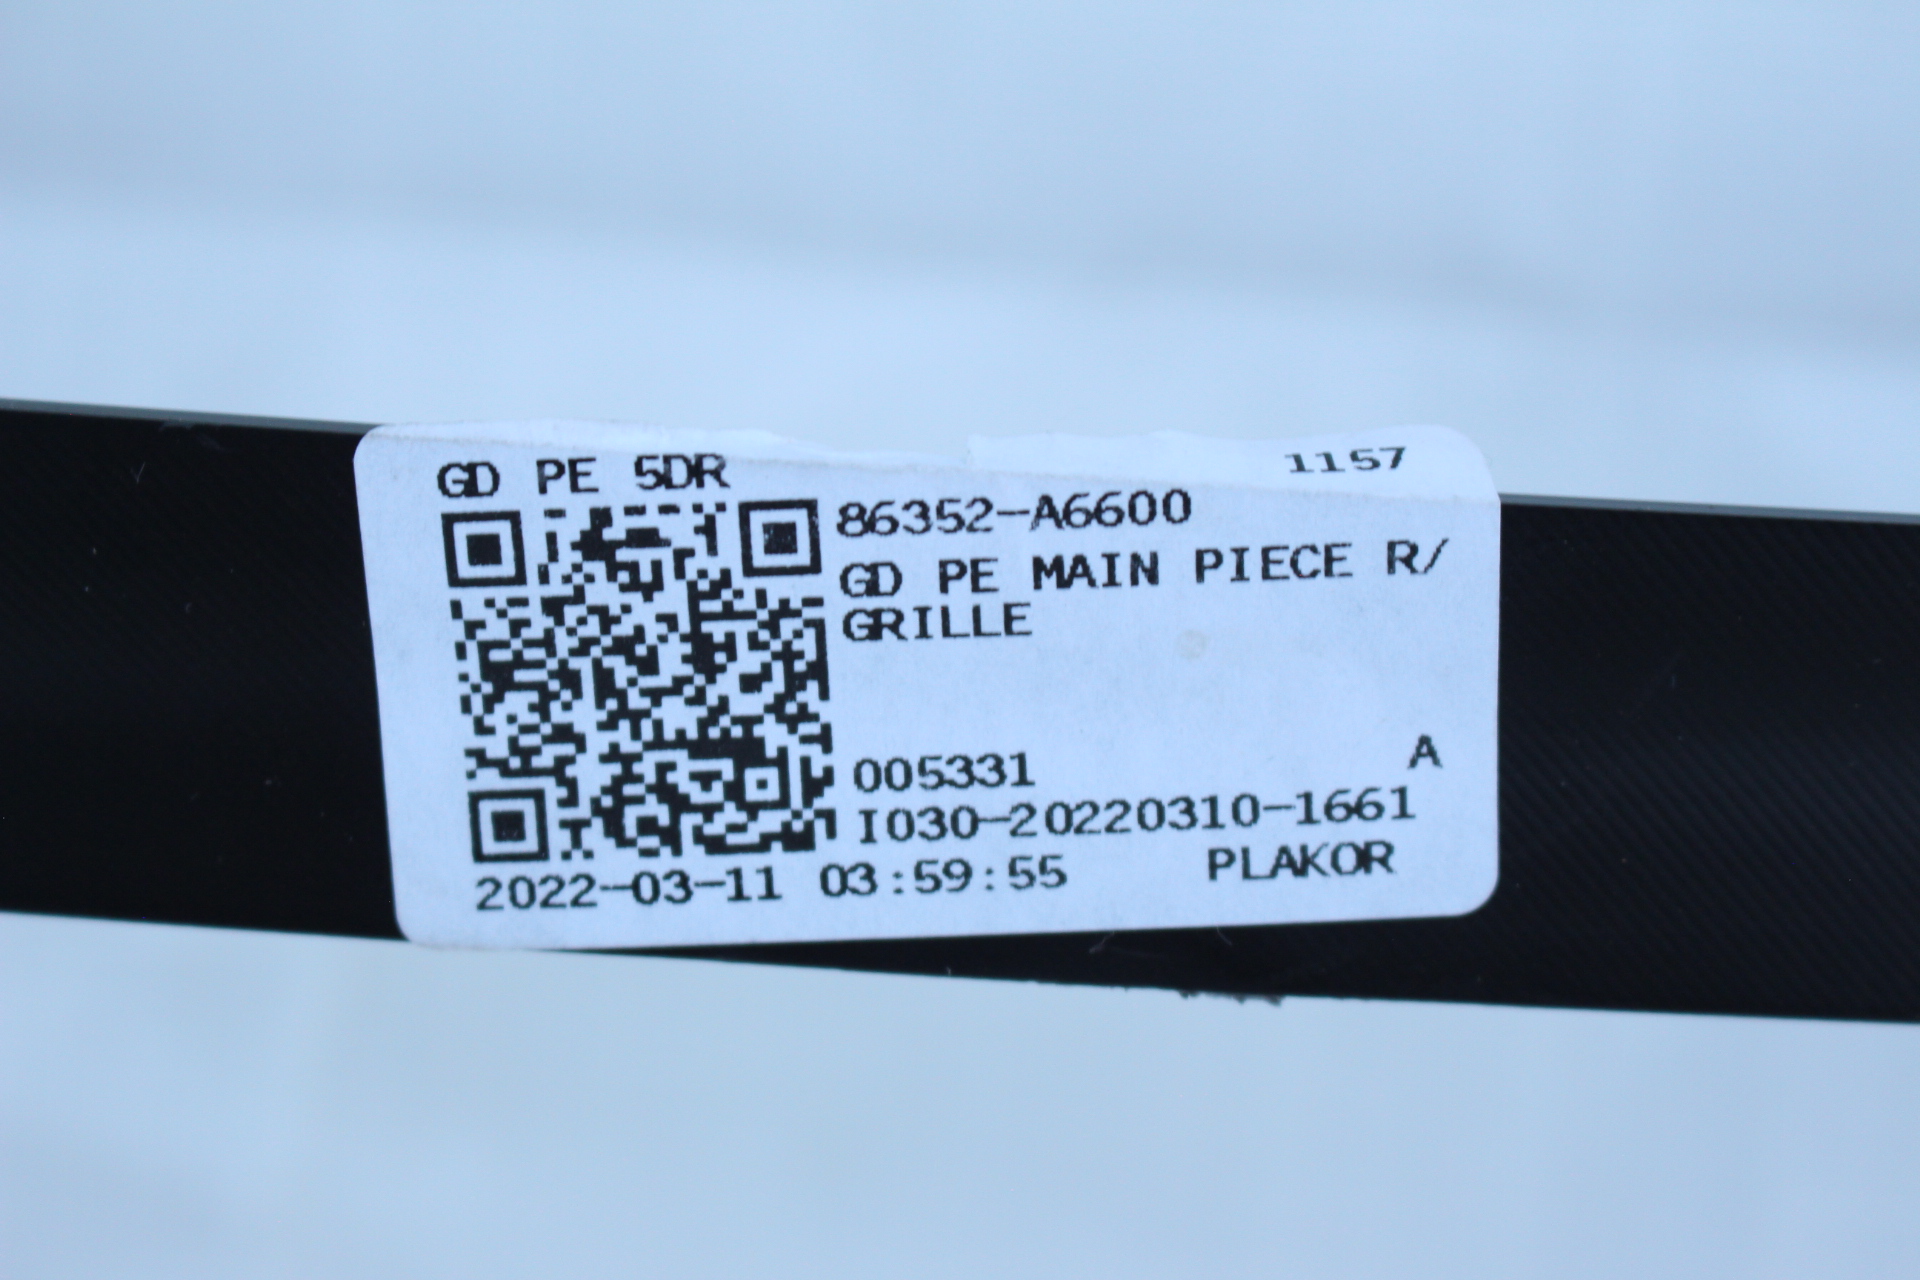 GD PE 5DR
1157
86352-A6600
GD PE MAIN PIECE R/
GRILLE
005331 A
I030-20220310-1661
2022-03-11 03:59:55 PLAKOR